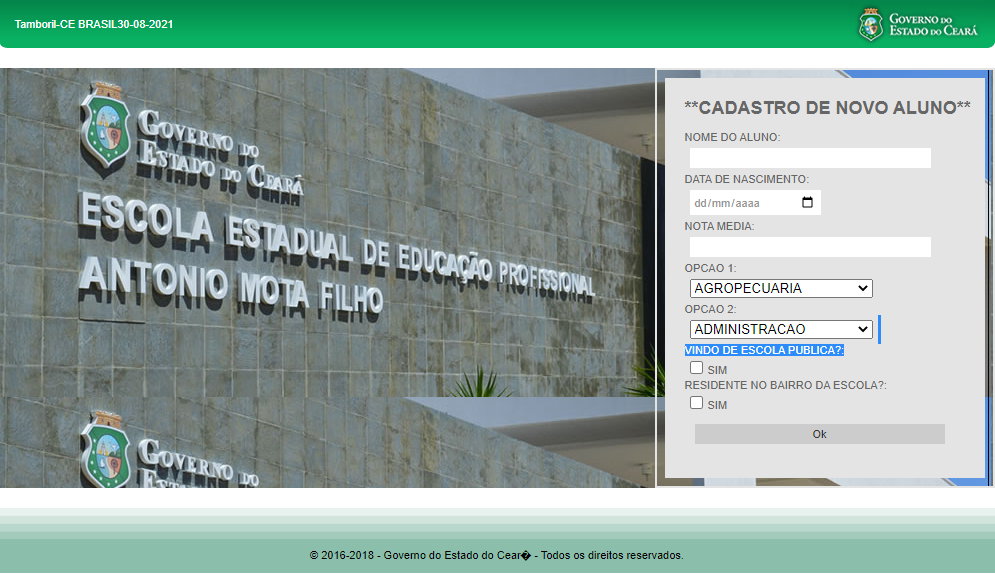 Tamboril-CE BRASIL30-08-2021
GOVERNO DO
ESTADO DO CEARÁ
GOVERNO DO
ESTADO DO CEARÁ
ESCOLA ESTADUAL DE EDUCAÇÃO PROFISSIONAL
ANTONIO MOTA FILHO
GOVERNO DO
**CADASTRO DE NOVO ALUNO**
NOME DO ALUNO:
DATA DE NASCIMENTO:
dd/mm/aaaa
NOTA MEDIA:
OPCAO 1:
AGROPECUARIA
OPCAO 2:
ADMINISTRACAO
VINDO DE ESCOLA PUBLICA?:
SIM
RESIDENTE NO BAIRRO DA ESCOLA?:
SIM
Ok
© 2016-2018 - Governo do Estado do Cear� - Todos os direitos reservados.